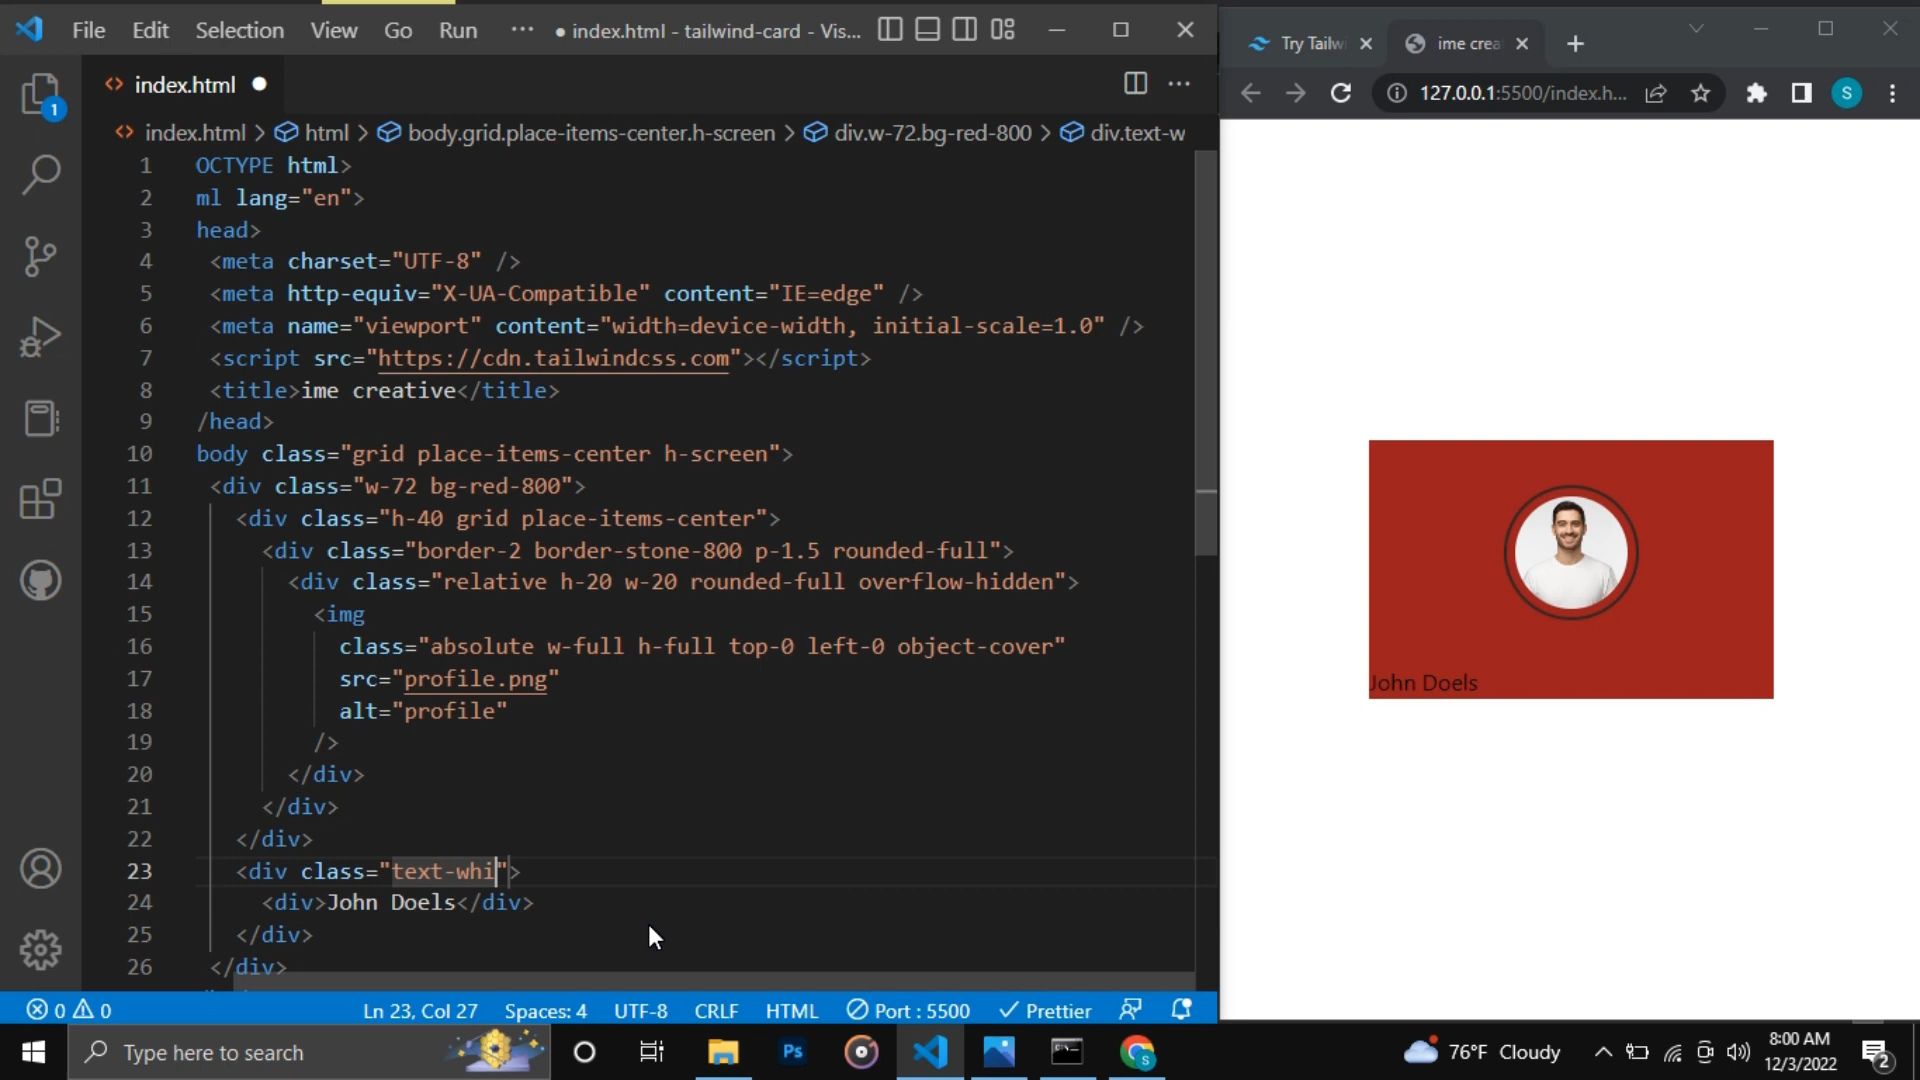 File Edit Selection View Go Run ··· ● index.html - tailwind-card - Vis...
index.html
index.html > html > body.grid.place-items-center.h-screen > div.w-72.bg-red-800 > div.text-w
1 OCTYPE html>
2 ml lang="en">
3 head>
4 <meta charset="UTF-8" />
5 <meta http-equiv="X-UA-Compatible" content="IE=edge" />
6 <meta name="viewport" content="width=device-width, initial-scale=1.0" />
7 <script src="https://cdn.tailwindcss.com"></script>
8 <title>ime creative</title>
9 /head>
10 body class="grid place-items-center h-screen">
11 <div class="w-72 bg-red-800">
12 <div class="h-40 grid place-items-center">
13 <div class="border-2 border-stone-800 p-1.5 rounded-full">
14 <div class="relative h-20 w-20 rounded-full overflow-hidden">
15 <img
16 class="absolute w-full h-full top-0 left-0 object-cover"
17 src="profile.png"
18 alt="profile"
19 />
20 </div>
21 </div>
22 </div>
23 <div class="text-whi">
24 <div>John Doels</div>
25 </div>
26 </div>
1
0 0 Ln 23, Col 27 Spaces: 4 UTF-8 CRLF HTML Port : 5500 Prettier
Try Tailwi ime crea
127.0.0.1:5500/index.h... S
John Doels
Type here to search Ps S 76°F Cloudy 8:00 AM
12/3/2022 2